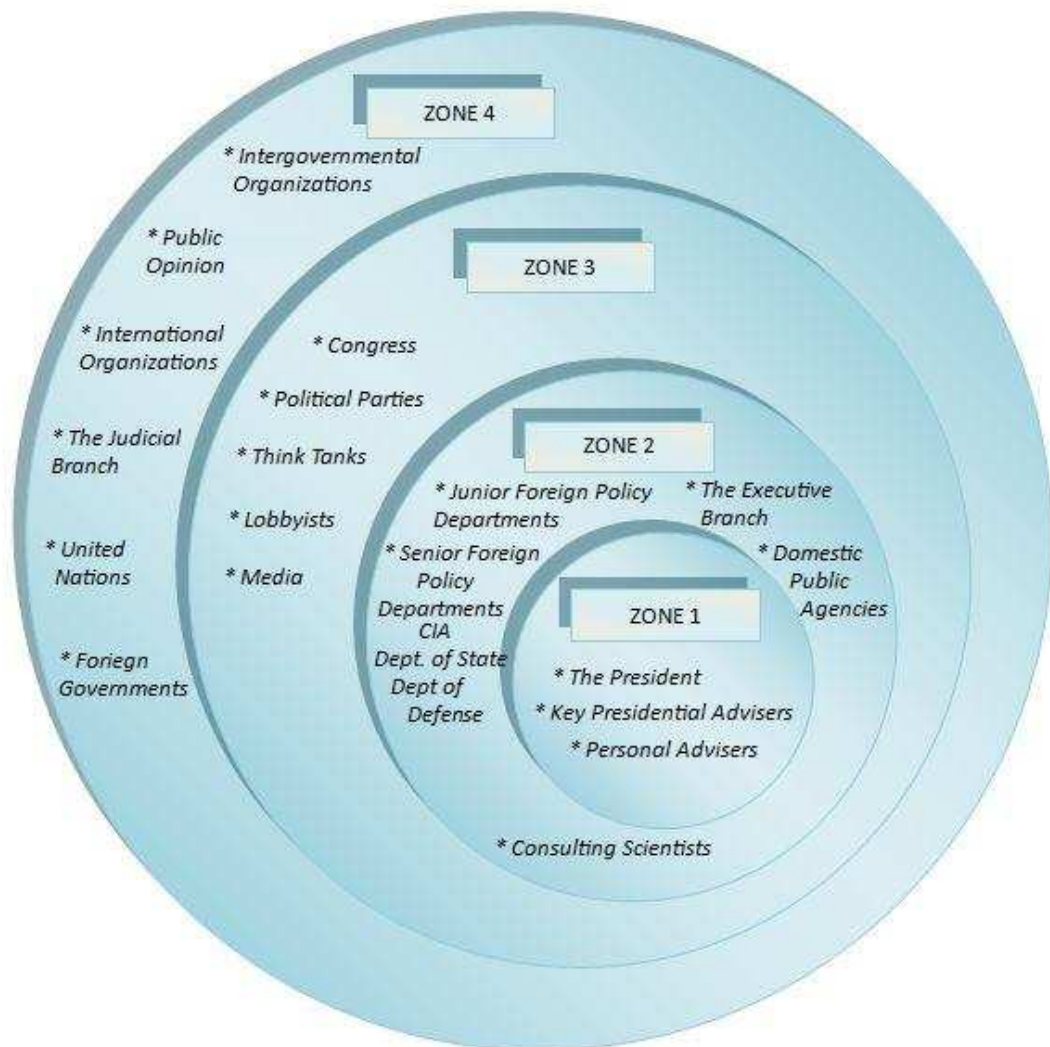 ZONE 4
* Intergovernmental
Organizations
* Public
Opinion
* International
Organizations
* The Judicial
Branch
* United
Nations
* Foriegn
Governments
ZONE 3
* Congress
* Political Parties
* Think Tanks
* Lobbyists
* Media
ZONE 2
* Junior Foreign Policy
Departments
* Senior Foreign
Policy
Departments
CIA
Dept. of State
Dept of
Defense
* The Executive
Branch
* Domestic
Public
Agencies
* Consulting Scientists
ZONE 1
* The President
* Key Presidential Advisers
* Personal Advisers